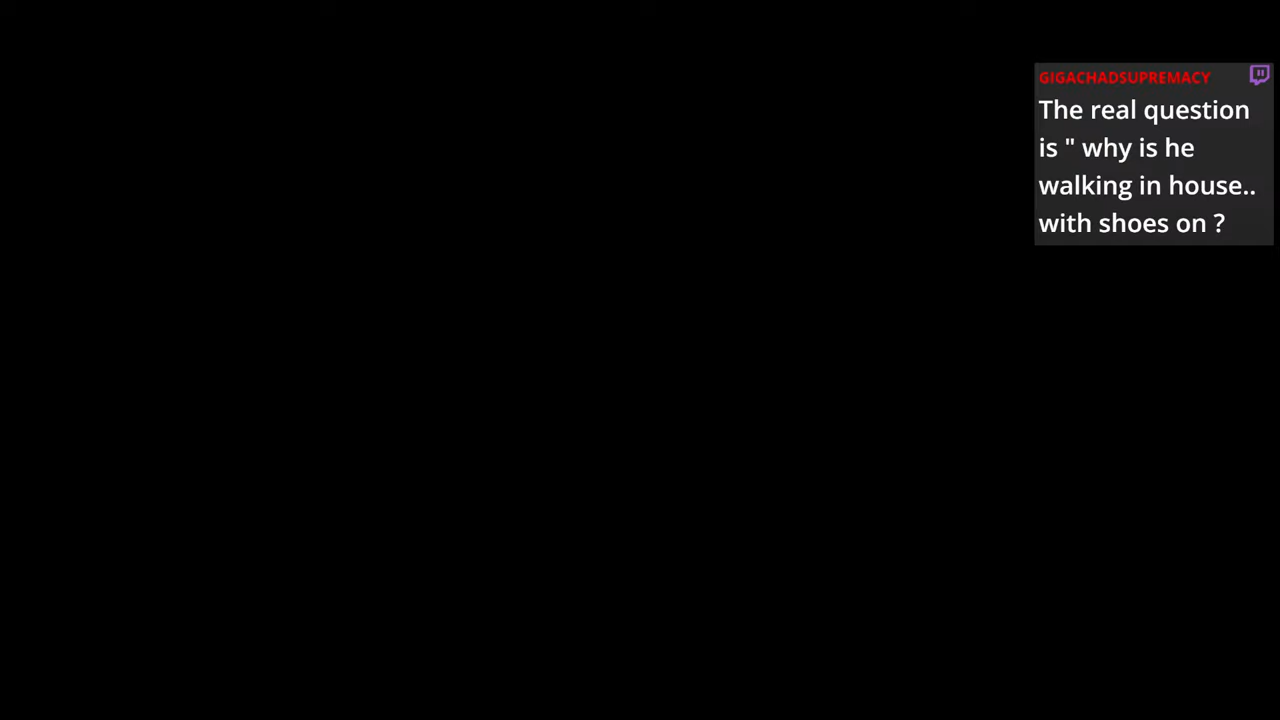 GIGACHADSUPREMACY
The real question
is " why is he
walking in house..
with shoes on ?